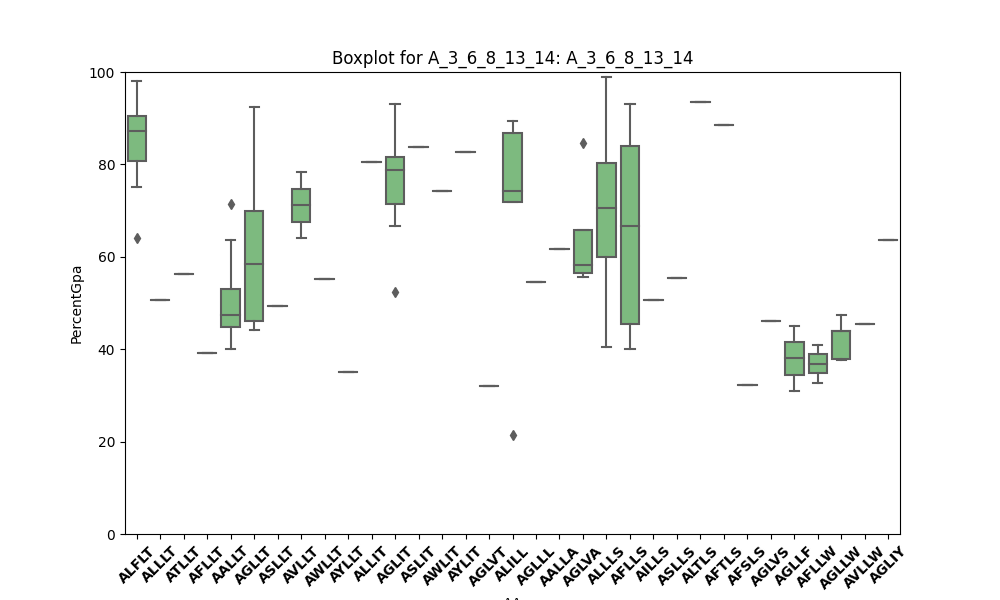 Boxplot for A_3_6_8_13_14: A_3_6_8_13_14
PercentGpa
100
80
60
40
20
0
ALFLT
ALLLT
ATLLT
AFLLT
AALLT
AGLLT
ASLLT
AVLLT
AWLLT
AYLLT
ALLIT
AGLIT
ASLIT
AWLIT
AYLIT
AGLVT
ALILL
AGLLL
AALLA
AGLVA
ALLLS
AFLLS
AILLS
ASLLS
ALTLS
AFTLS
AFSLS
AGLVS
AGLLF
AFLLW
AGLLW
AVLLW
AGLIY